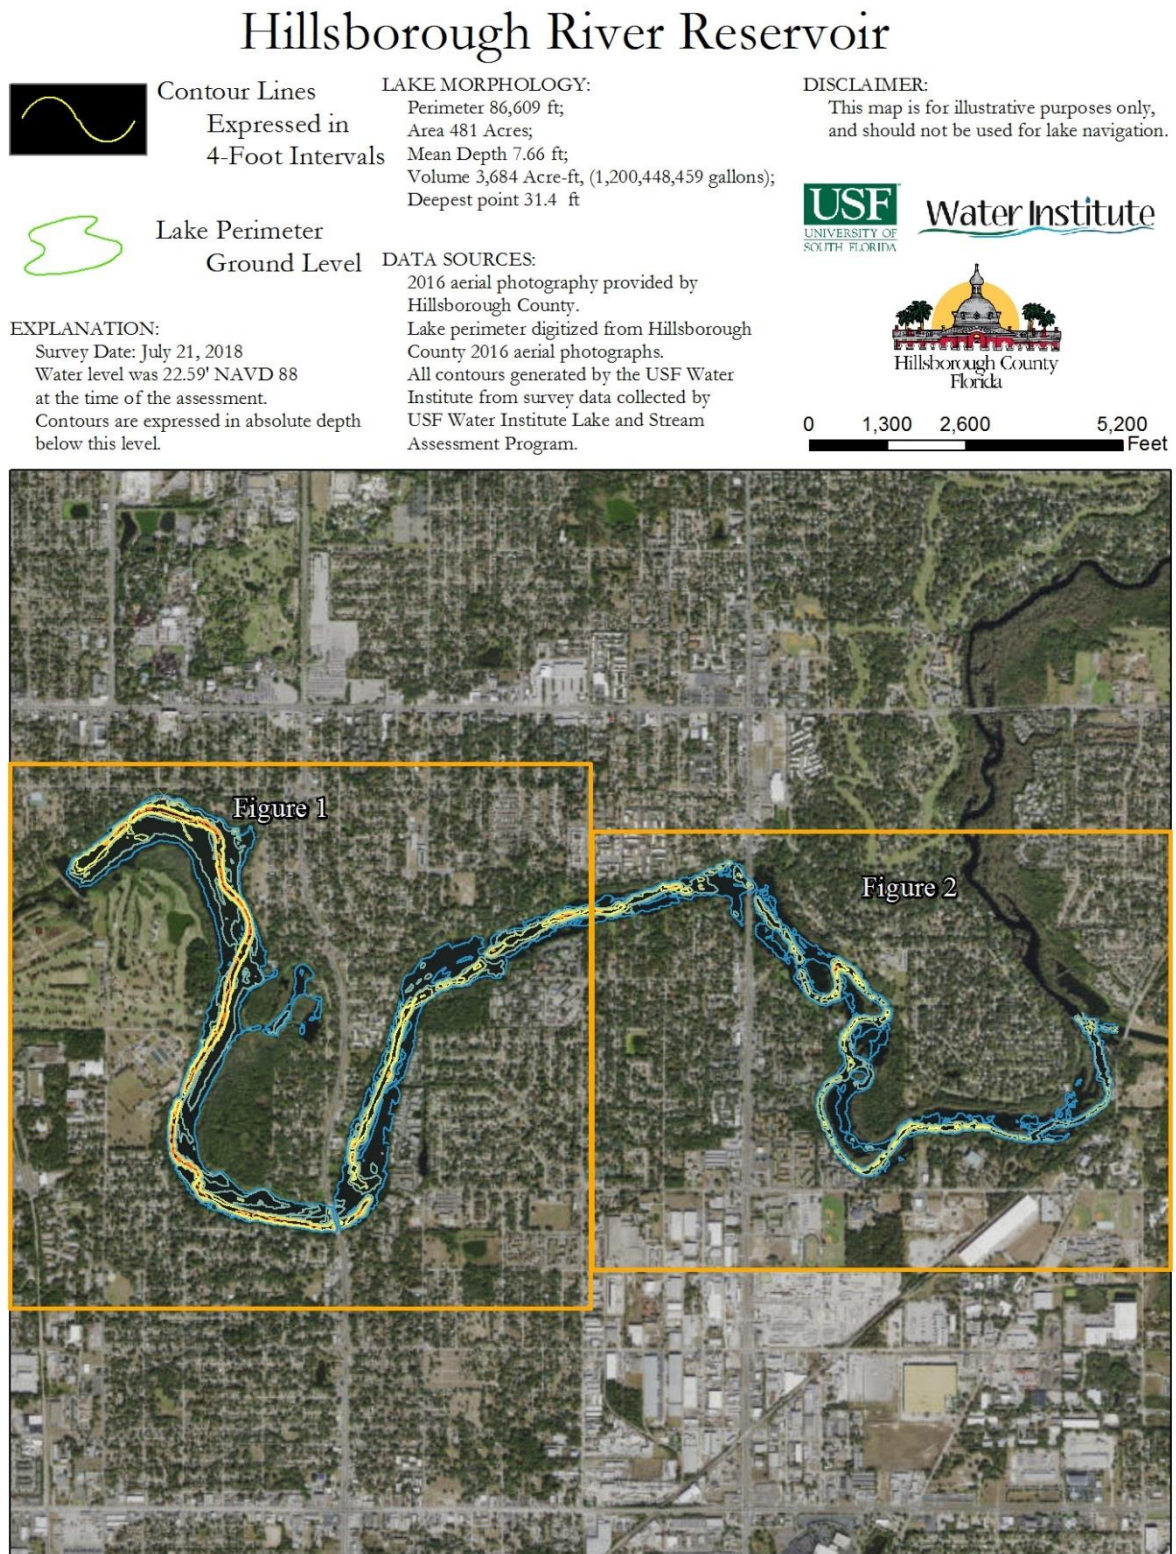 Hillsborough River Reservoir
Contour Lines
Expressed in
4-Foot Intervals
Lake Perimeter
Ground Level
EXPLANATION:
Survey Date: July 21, 2018
Water level was 22.59' NAVD 88
at the time of the assessment.
Contours are expressed in absolute depth
below this level.
LAKE MORPHOLOGY:
Perimeter 86,609 ft;
Area 481 Acres;
Mean Depth 7.66 ft;
Volume 3,684 Acre-ft, (1,200,448,459 gallons);
Deepest point 31.4 ft
DATA SOURCES:
2016 aerial photography provided by
Hillsborough County.
Lake perimeter digitized from Hillsborough
County 2016 aerial photographs.
All contours generated by the USF Water
Institute from survey data collected by
USF Water Institute Lake and Stream
Assessment Program.
DISCLAIMER:
This map is for illustrative purposes only,
and should not be used for lake navigation.
USF
UNIVERSITY OF
SOUTH FLORIDA
Water Institute
Hillsborough County
Florida
0 1,300 2,600 5,200
Feet
Figure 1
Figure 2